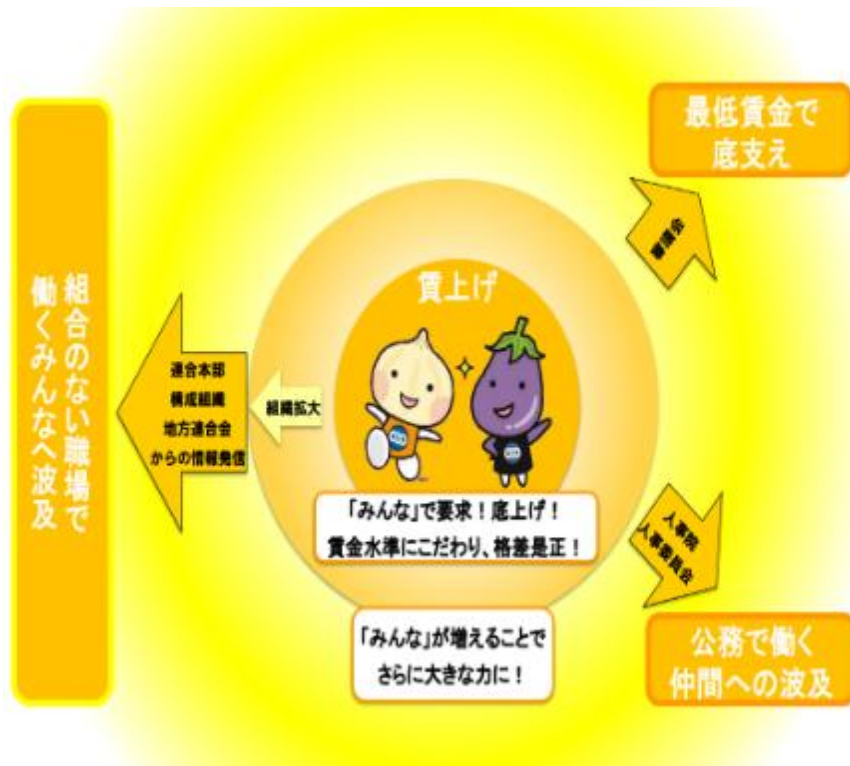 最低賃金で
底支え
審議会
賃上げ
組合のない職場で
働くみんなへ波及
連合本部
構成組織
地方連合会
からの情報発信
組織拡大
「みんな」で要求！底上げ！
賃金水準にこだわり、格差是正！
人事院
人事委員会
「みんな」が増えることで
さらに大きな力に！
公務で働く
仲間への波及